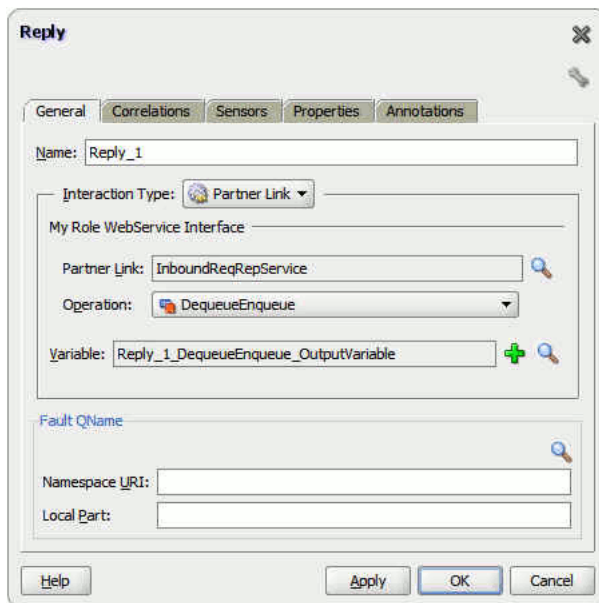 Reply
General Correlations Sensors Properties Annotations
Name: Reply_1
Interaction Type: Partner Link
My Role WebService Interface
Partner Link: InboundReqRepService
Operation: DequeueEnqueue
Variable: Reply_1_DequeueEnqueue_OutputVariable
Fault QName
Namespace URI:
Local Part:
Help Apply OK Cancel